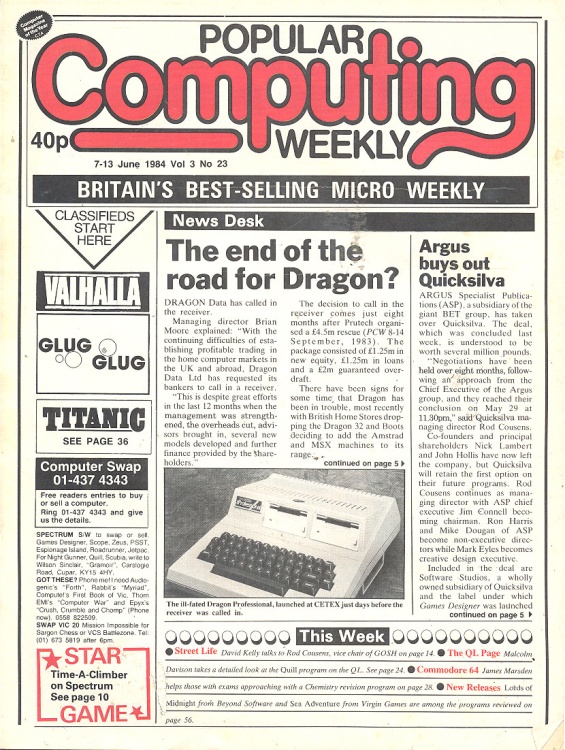 Computer
Magazine
of the Year
POPULAR
Computing
WEEKLY
40p
7-13 June 1984 Vol 3 No 23
BRITAIN'S BEST-SELLING MICRO WEEKLY
CLASSIFIEDS
START
HERE
VALHALLA
GLUG
GLUG
TITANIC
SEE PAGE 36
Computer Swap
01-437 4343
Free readers entries to buy
or sell a computer.
Ring 01-437 4343 and give
us the details.
SPECTRUM S/W to swap or sell.
Games Designer, Scope, Zeus, PSST,
Espionage Island, Roadrunner, Jetpac.
For Night Gunner, Quill, Scuba, write to
Wilson Sinclair, "Gramoir", Carslogie
Road, Cupar, KY15 4HY.
GOT THESE? Phone me! I need Audio-
genic's "Forth", Rabbit's "Myriad",
Computer's First Book of Vic, Thorn
EMI's "Computer War" and Epyx's
"Crush, Crumble and Chomp" (Phone
now), 0558 822509.
SWAP VIC 20 Mission Impossible for
Sargon Chess or VCS Battlezone. Tel:
(01) 673 5819 after 6pm.
STAR
Time-A-Climber
on Spectrum
See page 10
GAME
News Desk
The end of the
road for Dragon?
DRAGON Data has called in
the receiver.
Managing director Brian
Moore explained: "With the
continuing difficulties of estab-
lishing profitable trading in
the home computer markets in
the UK and abroad, Dragon
Data Ltd has requested its
bankers to call in a receiver.
"This is despite great efforts
in the last 12 months when the
management was strength-
ened, the overheads cut, advi-
sors brought in, several new
models developed and further
finance provided by the share-
holders."
The decision to call in the
receiver comes just eight
months after Prutech organi-
sed a £4.5m rescue (PCW 8-14
September, 1983). The
package consisted of £1.25m in
new equity, £1.25m in loans
and a £2m guaranteed over-
draft.
There have been signs for
some time that Dragon has
been in trouble, most recently
with British Home Stores drop-
ping the Dragon 32 and Boots
deciding to add the Amstrad
and MSX machines to its
range.
continued on page 5
The ill-fated Dragon Professional, launched at CETEX just days before the
receiver was called in.
Argus
buys out
Quicksilva
ARGUS Specialist Publica-
tions (ASP), a subsidiary of the
giant BET group, has taken
over Quicksilva. The deal,
which was concluded last
week, is understood to be
worth several million pounds.
"Negotiations have been
held over eight months, follow-
ing an approach from the
Chief Executive of the Argus
group, and they reached their
conclusion on May 29 at
11.30pm," said Quicksilva ma-
naging director Rod Cousens.
Co-founders and principal
shareholders Nick Lambert
and John Hollis have now left
the company, but Quicksilva
will retain the first option on
their future programs. Rod
Cousens continues as mana-
ging director with ASP chief
executive Jim Connell beco-
ming chairman. Ron Harris
and Mike Dougan of ASP
become non-executive direc-
tors while Mark Eyles becomes
creative design executive.
Included in the deal are
Software Studios, a wholly
owned subsidiary of Quicksilva
and the label under which
Games Designer was launched
continued on page 5
This Week
Street Life David Kelly talks to Rod Cousens, vice chair of GOSH on page 14. The QL Page Malcolm
Davison takes a detailed look at the Quill program on the QL. See page 24. Commodore 64 James Marsden
helps those with exams approaching with a Chemistry revision program on page 28. New Releases Lords of
Midnight from Beyond Software and Sea Adventure from Virgin Games are among the programs reviewed on
page 56.